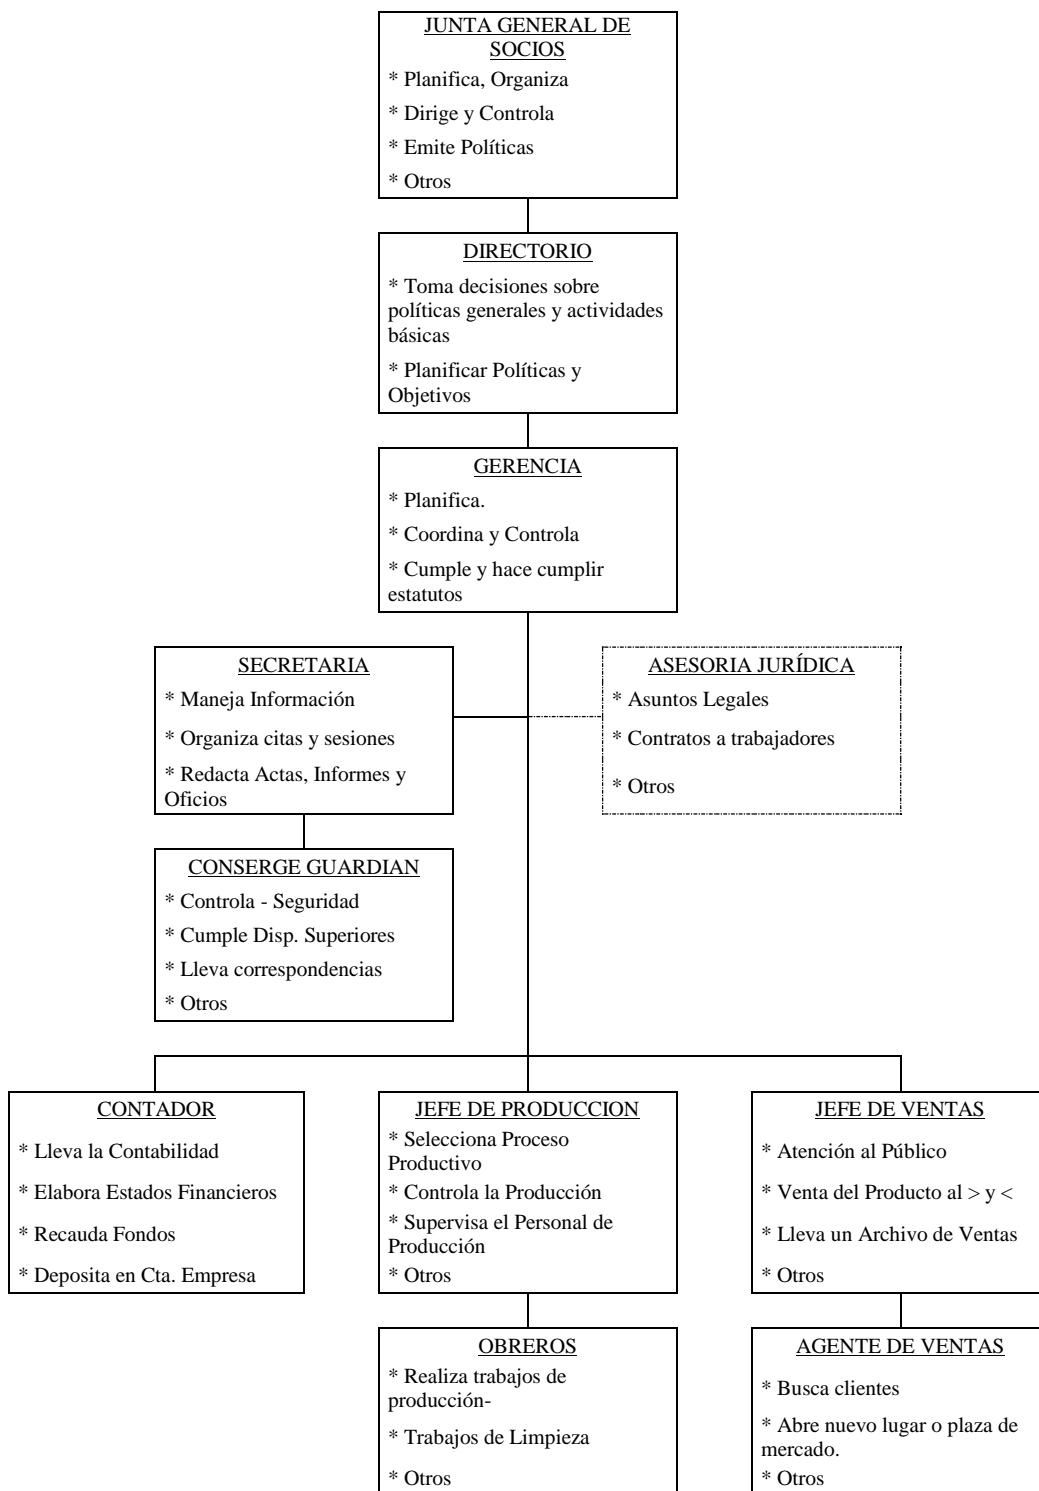 JUNTA GENERAL DE
SOCIOS
* Planifica, Organiza
* Dirige y Controla
* Emite Políticas
* Otros
DIRECTORIO
* Toma decisiones sobre
políticas generales y actividades
básicas
* Planificar Políticas y
Objetivos
GERENCIA
* Planifica.
* Coordina y Controla
* Cumple y hace cumplir
estatutos
SECRETARIA
* Maneja Información
* Organiza citas y sesiones
* Redacta Actas, Informes y
Oficios
ASESORIA JURÍDICA
* Asuntos Legales
* Contratos a trabajadores
* Otros
CONSERGE GUARDIAN
* Controla - Seguridad
* Cumple Disp. Superiores
* Lleva correspondencias
* Otros
CONTADOR
* Lleva la Contabilidad
* Elabora Estados Financieros
* Recauda Fondos
* Deposita en Cta. Empresa
JEFE DE PRODUCCION
* Selecciona Proceso
Productivo
* Controla la Producción
* Supervisa el Personal de
Producción
* Otros
JEFE DE VENTAS
* Atención al Público
* Venta del Producto al > y <
* Lleva un Archivo de Ventas
* Otros
OBREROS
* Realiza trabajos de
producción-
* Trabajos de Limpieza
* Otros
AGENTE DE VENTAS
* Busca clientes
* Abre nuevo lugar o plaza de
mercado.
* Otros